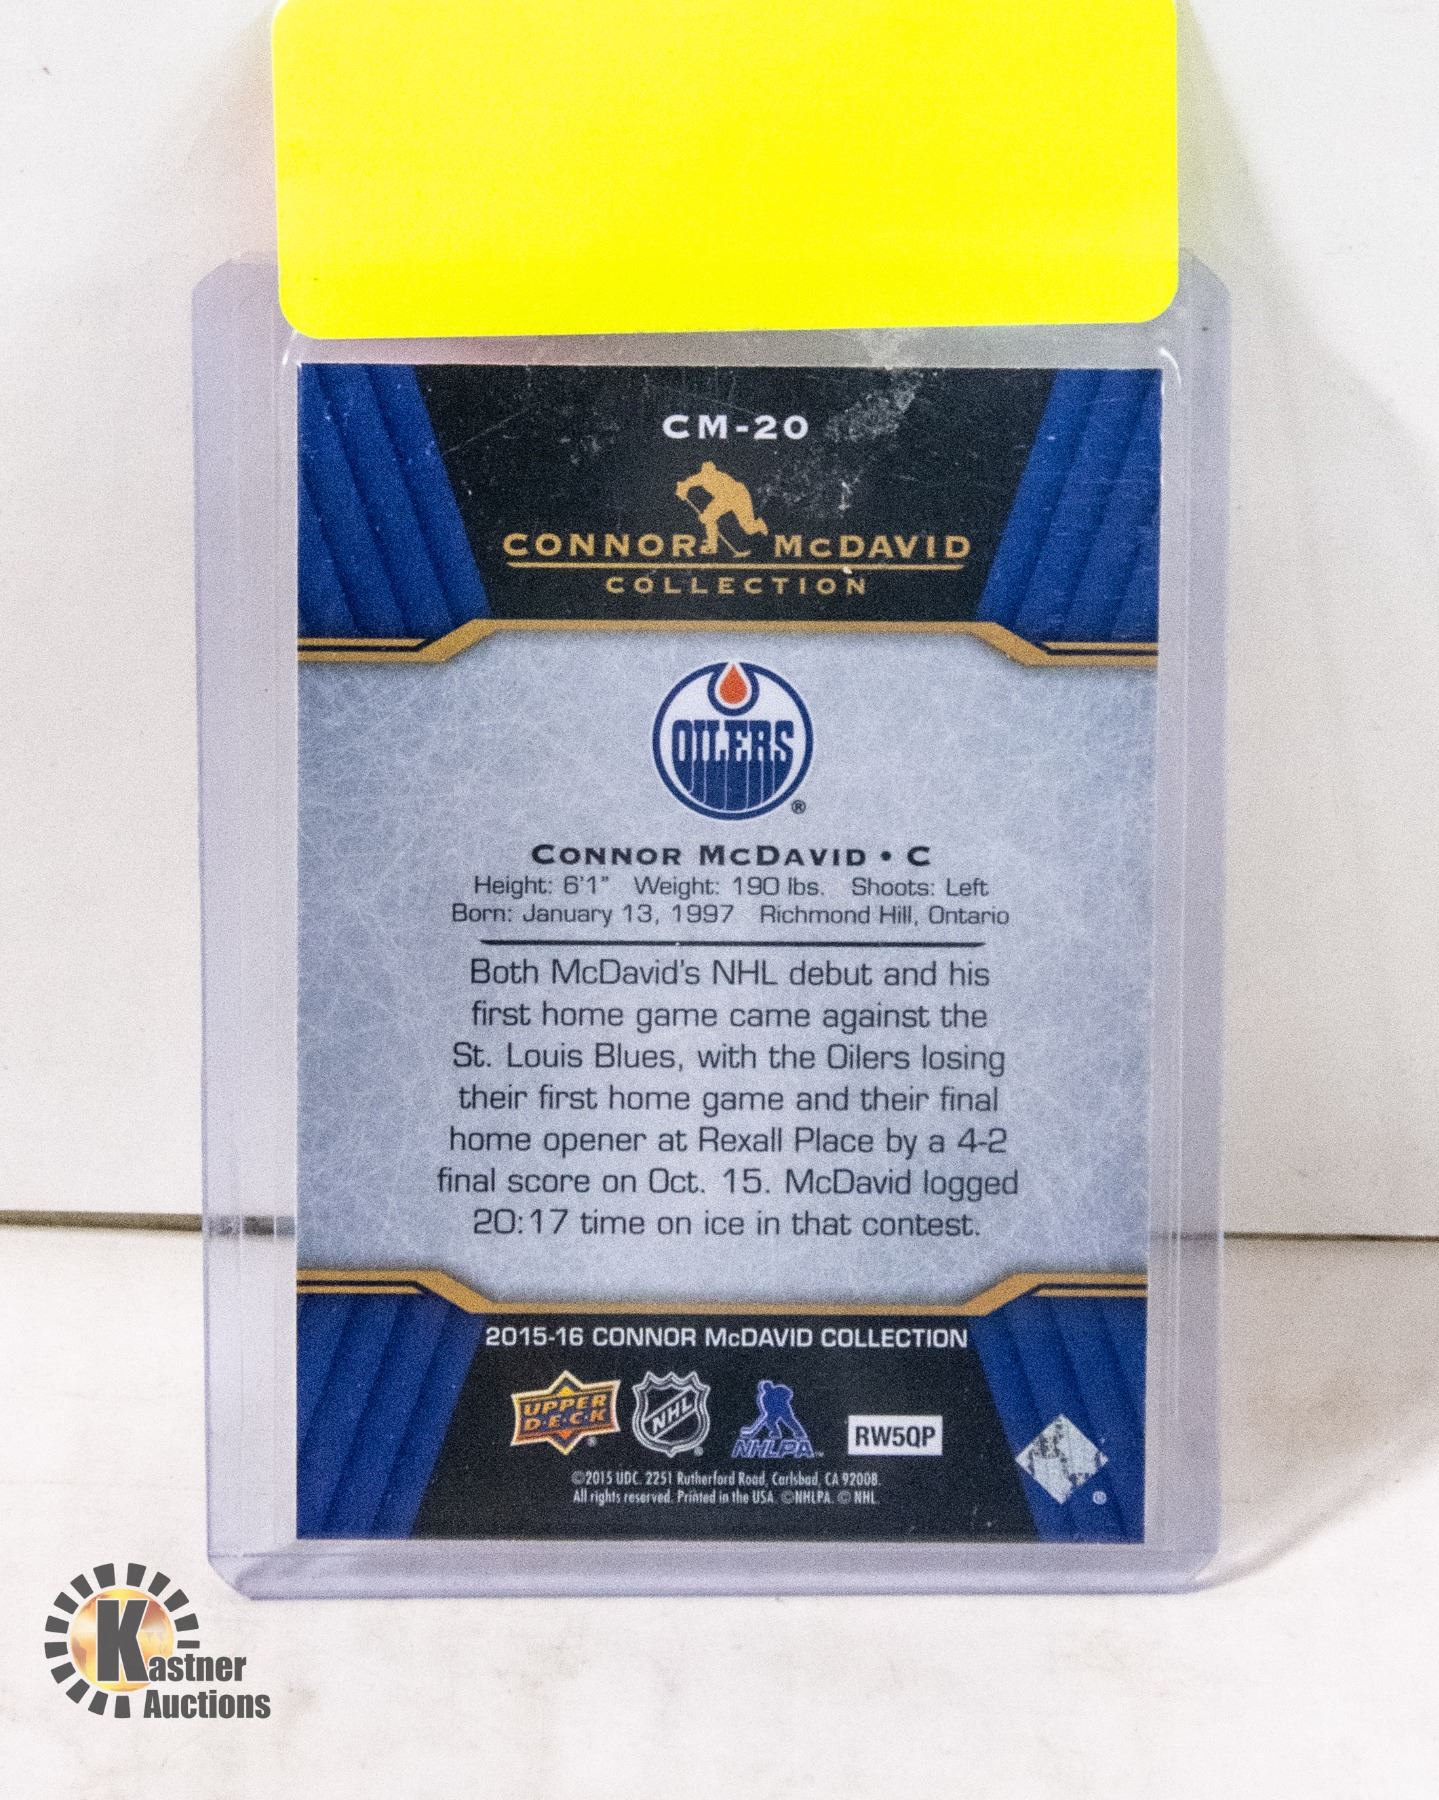 CM-20
CONNOR McDAVID
COLLECTION
OILERS
®
CONNOR McDAVID • C
Height: 6'1" Weight: 190 lbs. Shoots: Left
Born: January 13, 1997 Richmond Hill, Ontario
Both McDavid's NHL debut and his
first home game came against the
St. Louis Blues, with the Oilers losing
their first home game and their final
home opener at Rexall Place by a 4-2
final score on Oct. 15. McDavid logged
20:17 time on ice in that contest.
2015-16 CONNOR McDAVID COLLECTION
UPPER
D·E·C·K
NHL
NHLPA
RW5QP
©2015 UDC. 2251 Rutherford Road, Carlsbad, CA 92008.
All rights reserved. Printed in the USA. ©NHLPA. © NHL.
®
Kastner
Auctions